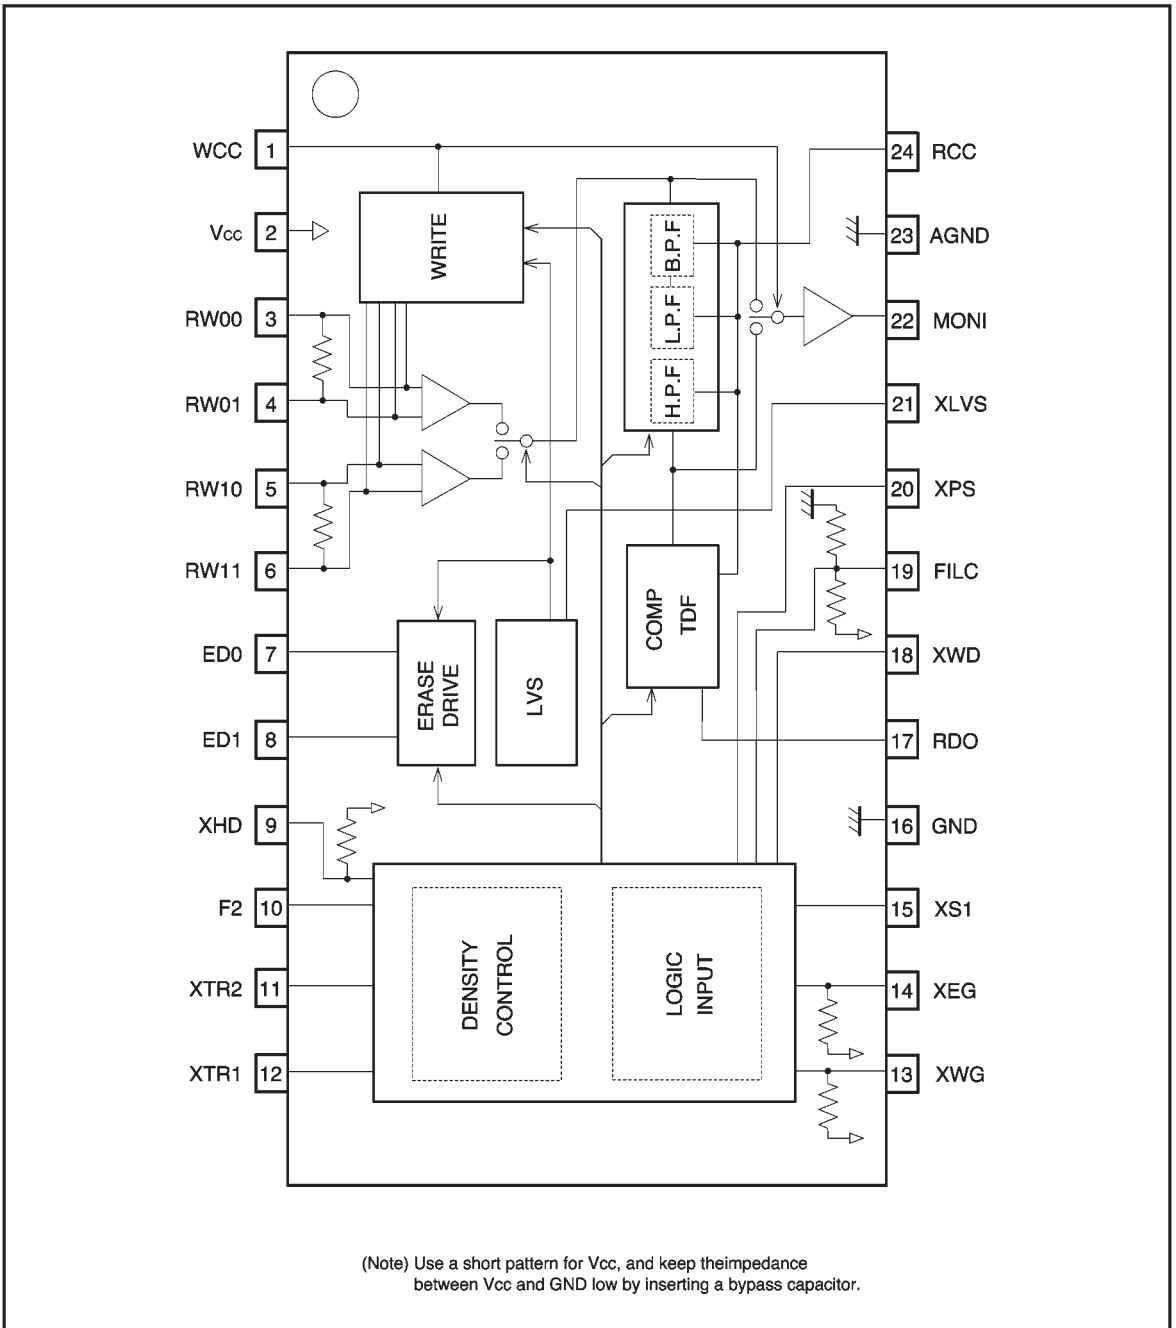 WCC 1
Vcc 2
RW00 3
RW01 4
RW10 5
RW11 6
ED0 7
ED1 8
XHD 9
F2 10
XTR2 11
XTR1 12
24 RCC
23 AGND
22 MONI
21 XLVS
20 XPS
19 FILC
18 XWD
17 RDO
16 GND
15 XS1
14 XEG
13 XWG
WRITE
B.P.F
L.P.F
H.P.F
COMP
TDF
ERASE
DRIVE
LVS
DENSITY
CONTROL
LOGIC
INPUT
(Note) Use a short pattern for Vcc, and keep theimpedance
between Vcc and GND low by inserting a bypass capacitor.